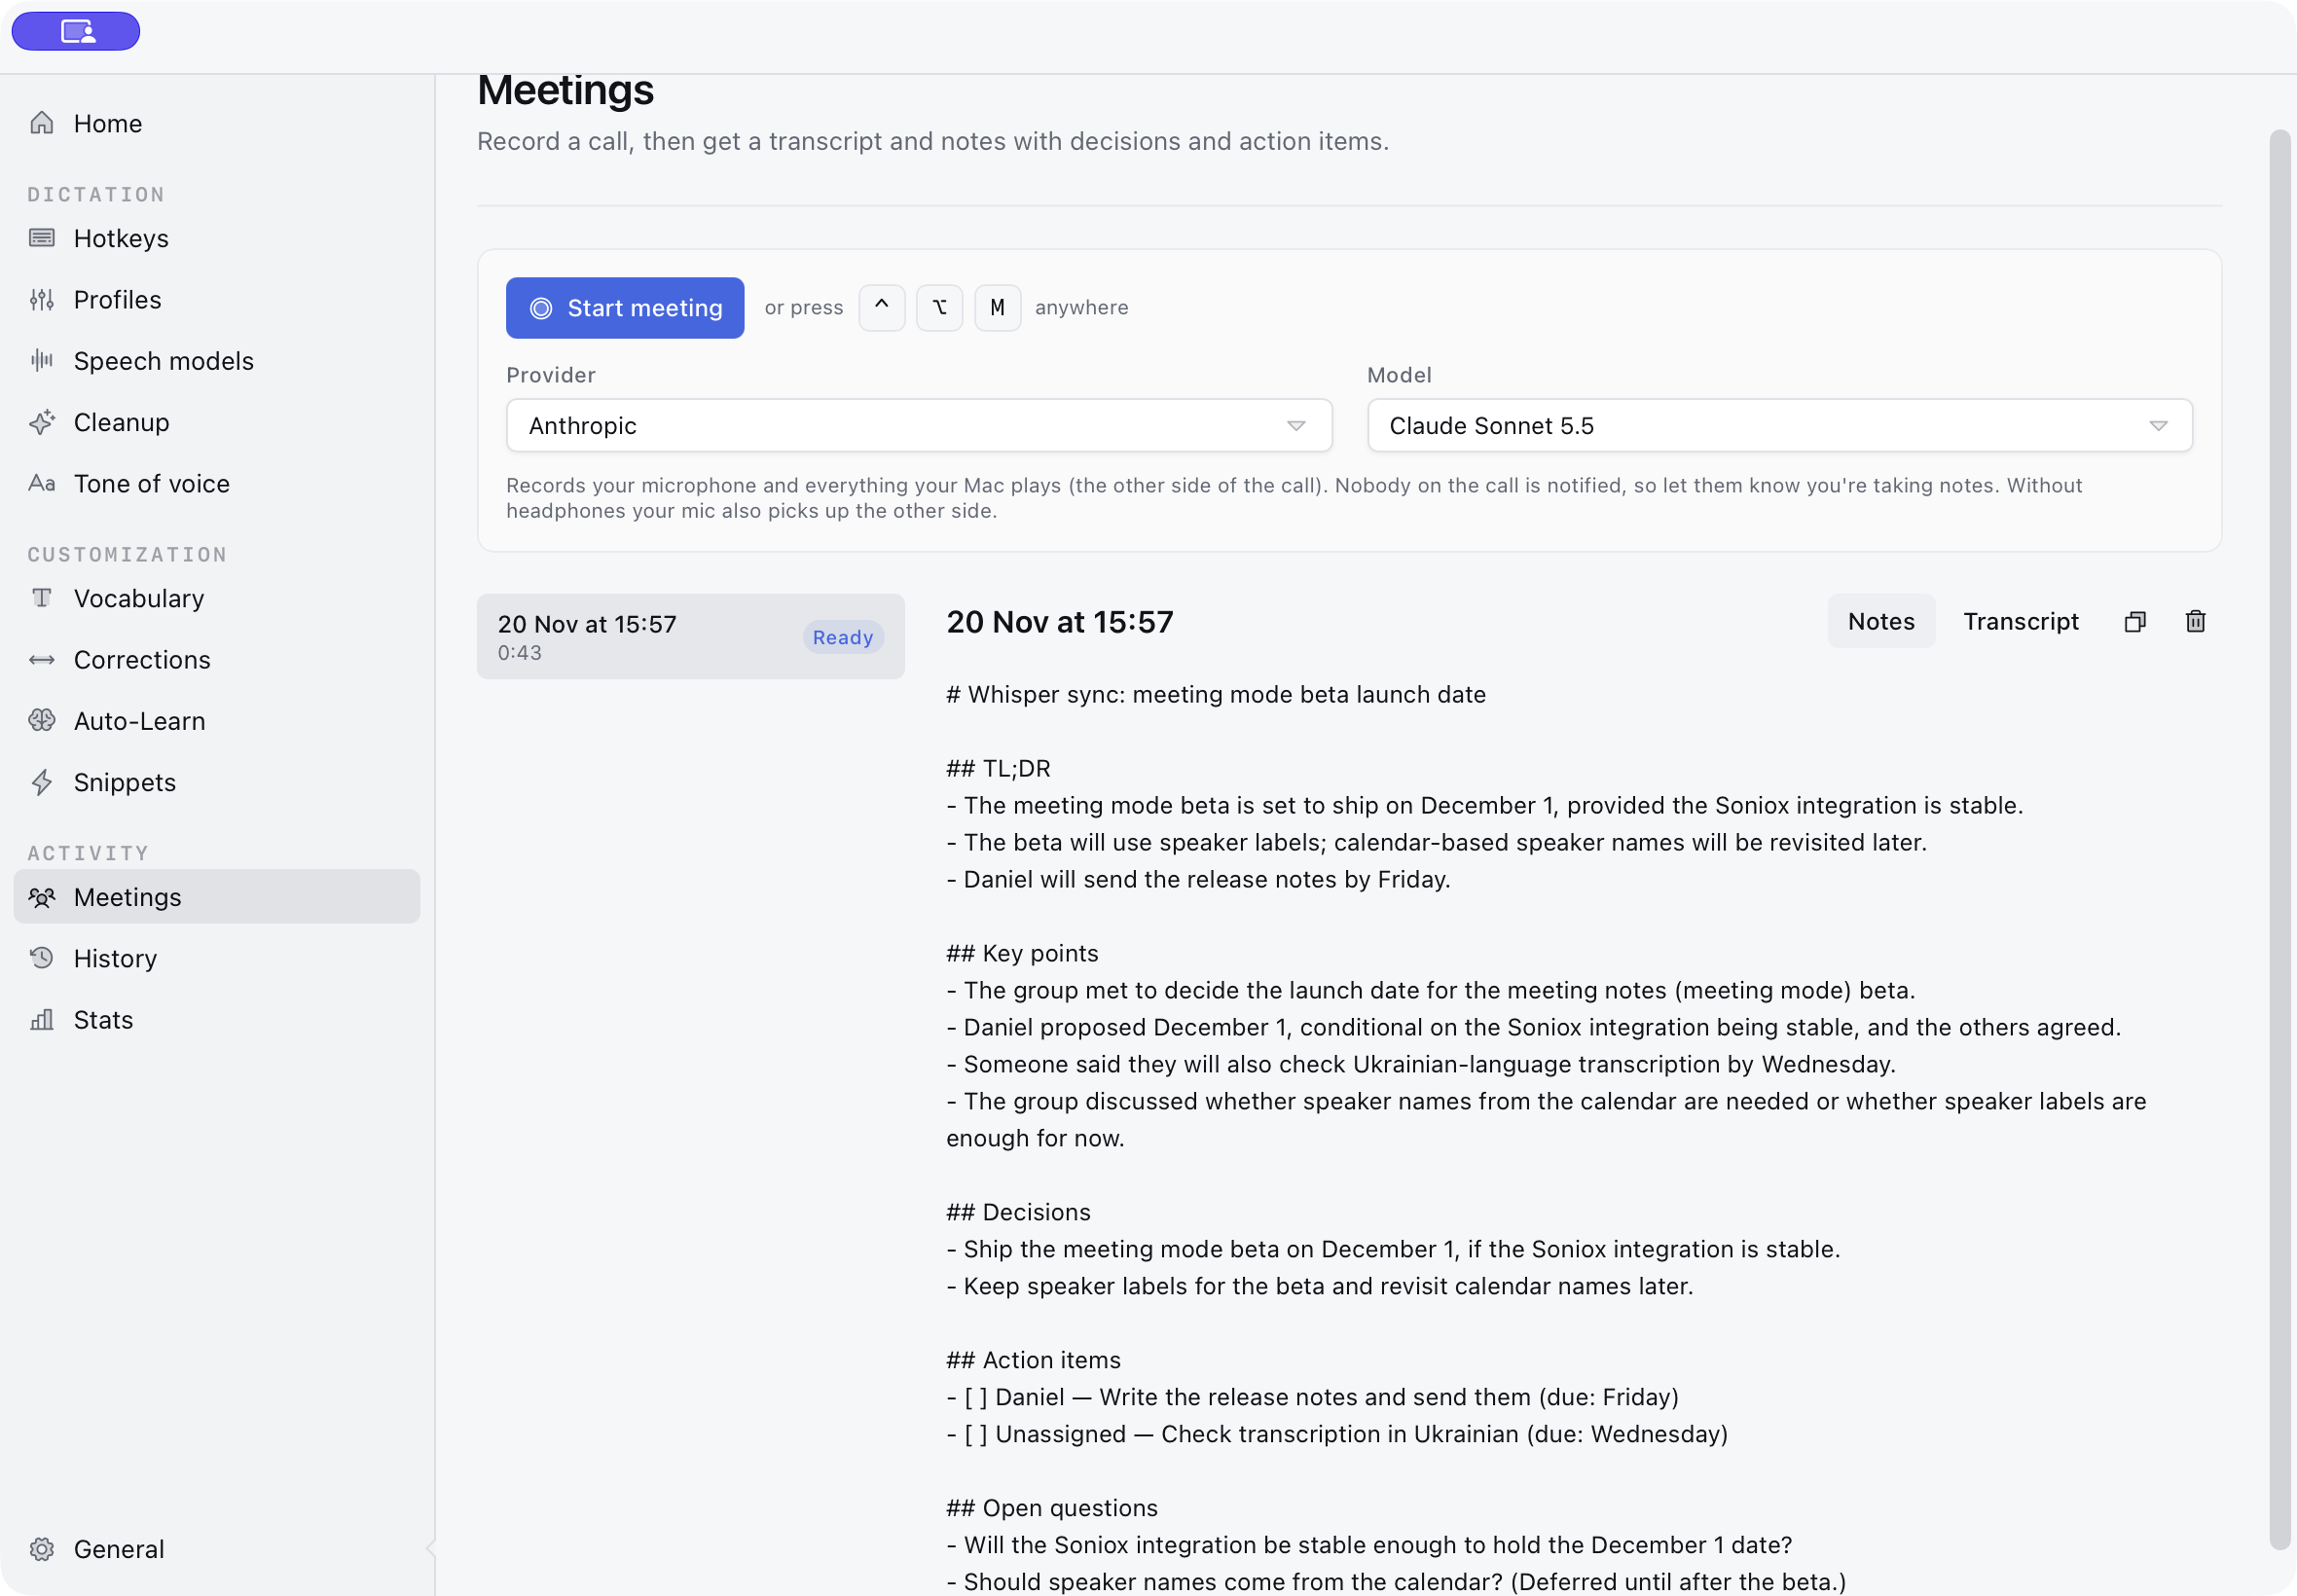 Home
DICTATION
Hotkeys
Profiles
Speech models
Cleanup
Aa Tone of voice
CUSTOMIZATION
Vocabulary
Corrections
Auto-Learn
Snippets
ACTIVITY
Meetings
History
Stats
General
Meetings
Record a call, then get a transcript and notes with decisions and action items.
Start meeting or press ^ ⌥ M anywhere
Provider
Anthropic
Model
Claude Sonnet 5.5
Records your microphone and everything your Mac plays (the other side of the call). Nobody on the call is notified, so let them know you're taking notes. Without
headphones your mic also picks up the other side.
20 Nov at 15:57
0:43
Ready
20 Nov at 15:57
Notes
Transcript
# Whisper sync: meeting mode beta launch date
## TL;DR
- The meeting mode beta is set to ship on December 1, provided the Soniox integration is stable.
- The beta will use speaker labels; calendar-based speaker names will be revisited later.
- Daniel will send the release notes by Friday.
## Key points
- The group met to decide the launch date for the meeting notes (meeting mode) beta.
- Daniel proposed December 1, conditional on the Soniox integration being stable, and the others agreed.
- Someone said they will also check Ukrainian-language transcription by Wednesday.
- The group discussed whether speaker names from the calendar are needed or whether speaker labels are
enough for now.
## Decisions
- Ship the meeting mode beta on December 1, if the Soniox integration is stable.
- Keep speaker labels for the beta and revisit calendar names later.
## Action items
- [ ] Daniel — Write the release notes and send them (due: Friday)
- [ ] Unassigned — Check transcription in Ukrainian (due: Wednesday)
## Open questions
- Will the Soniox integration be stable enough to hold the December 1 date?
- Should speaker names come from the calendar? (Deferred until after the beta.)